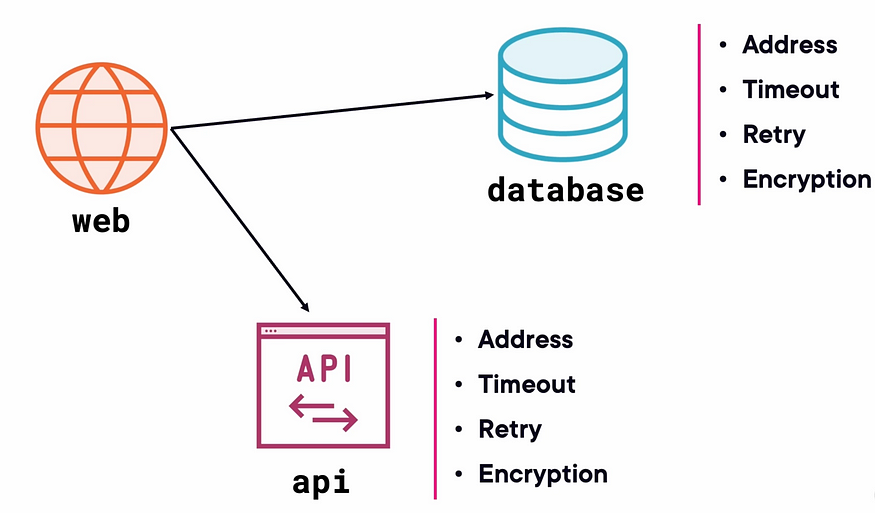 web
database
• Address
• Timeout
• Retry
• Encryption
API
api
• Address
• Timeout
• Retry
• Encryption